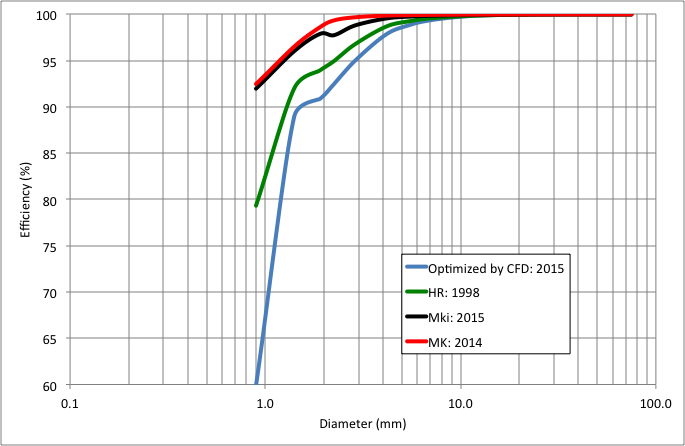 100
95
90
85
80
75
70
65
60
Efficiency (%)
Optimized by CFD: 2015
HR: 1998
Mki: 2015
MK: 2014
0.1 1.0 10.0 100.0
Diameter (mm)